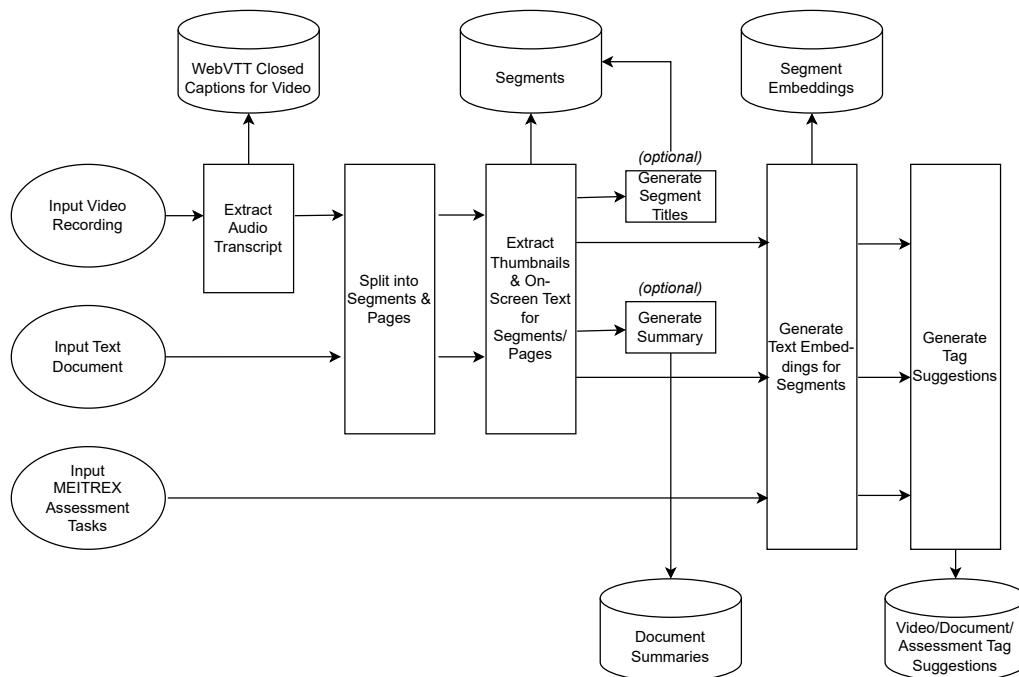 WebVTT Closed
Captions for Video
Segments
Segment
Embeddings
(optional)
Generate
Segment
Titles
Input Video
Recording
Extract
Audio
Transcript
Split into
Segments &
Pages
Extract
Thumbnails
& On-
Screen Text
for
Segments/
Pages
(optional)
Generate
Summary
Input Text
Document
Generate
Text Embed-
dings for
Segments
Generate
Tag
Suggestions
Input
MEITREX
Assessment
Tasks
Document
Summaries
Video/Document/
Assessment Tag
Suggestions